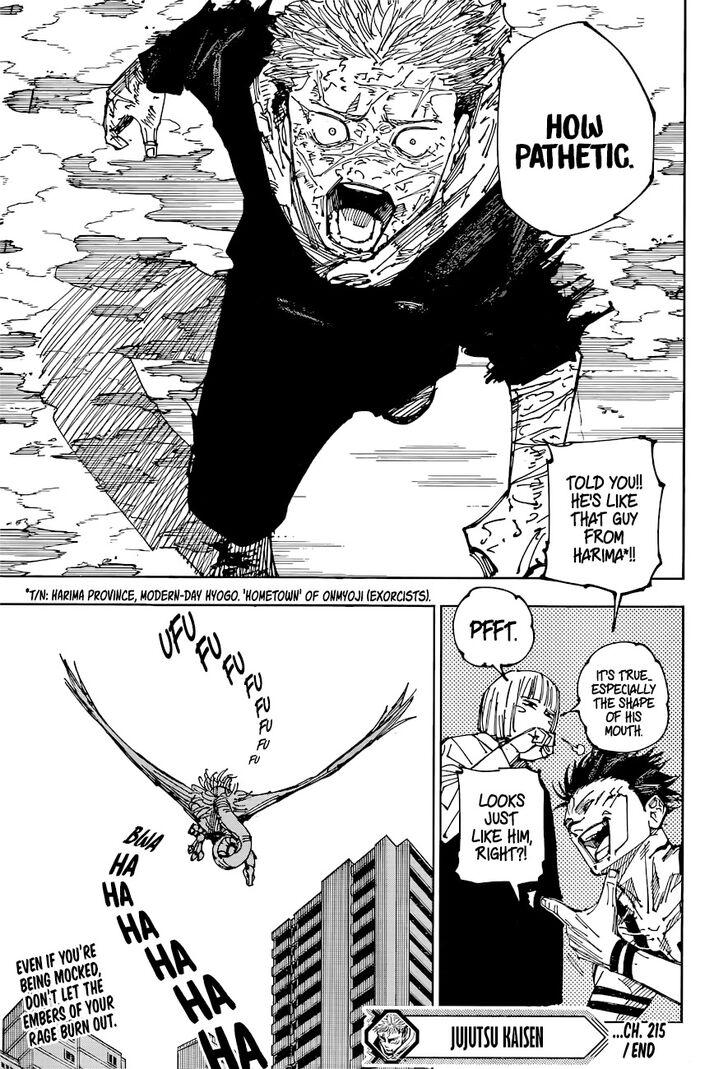 HOW
PATHETIC.
TOLD YOU!!
HE'S LIKE
THAT GUY
FROM
HARIMA*!!
*T/N: HARIMA PROVINCE, MODERN-DAY HYOGO. 'HOMETOWN' OF ONMYOJI (EXORCISTS).
PFFT.
IT'S TRUE_
ESPECIALLY
THE SHAPE
OF HIS
MOUTH.
LOOKS
JUST
LIKE HIM,
RIGHT?!
UFU
FU
FU
FU
FU
FU
FU
FU
BWA
HA
HA
HA
HA
HA
HA
HA
EVEN IF YOU'RE
BEING MOCKED,
DON'T LET THE
EMBERS OF YOUR
RAGE BURN OUT.
JUJUTSU KAISEN
...CH. 215
/ END